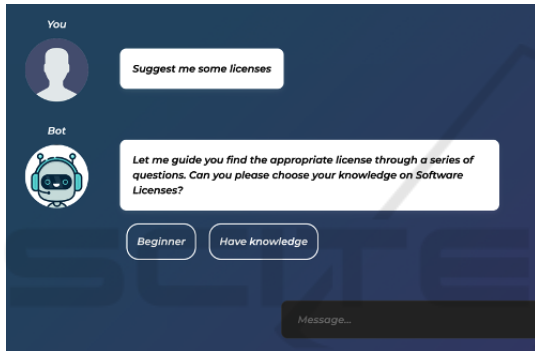 You
Suggest me some licenses
Bot
Let me guide you find the appropriate license through a series of
questions. Can you please choose your knowledge on Software
Licenses?
Beginner
Have knowledge
Message...